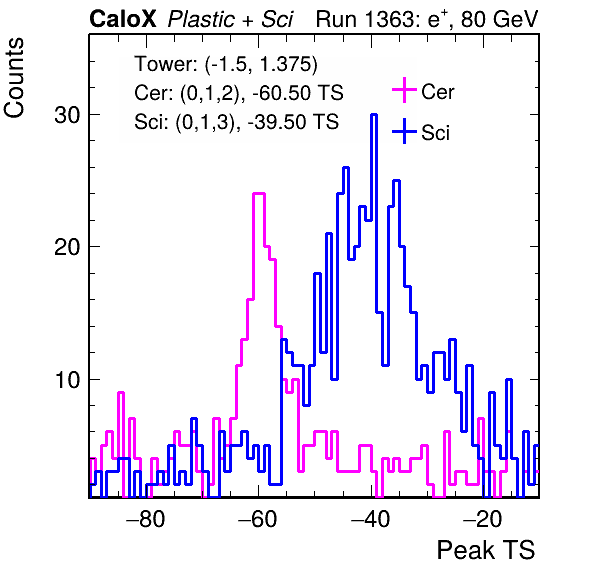 CaloX Plastic + Sci Run 1363: e⁺, 80 GeV
Counts
Tower: (-1.5, 1.375)
Cer: (0,1,2), -60.50 TS
Sci: (0,1,3), -39.50 TS
Cer
Sci
30
20
10
−80 −60 −40 −20
Peak TS